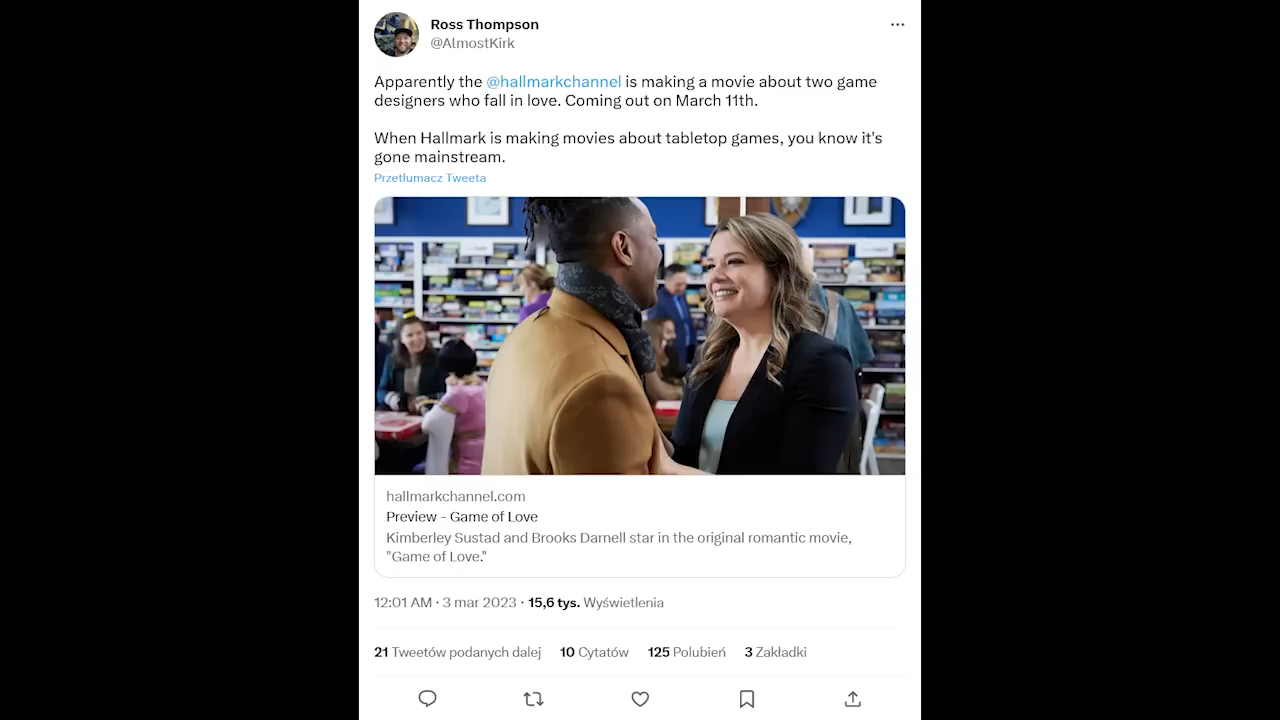 Ross Thompson
@AlmostKirk
Apparently the @hallmarkchannel is making a movie about two game
designers who fall in love. Coming out on March 11th.
When Hallmark is making movies about tabletop games, you know it's
gone mainstream.
Przetłumacz Tweeta
hallmarkchannel.com
Preview - Game of Love
Kimberley Sustad and Brooks Darnell star in the original romantic movie,
"Game of Love."
12:01 AM · 3 mar 2023 · 15,6 tys. Wyświetlenia
21 Tweetów podanych dalej 10 Cytatów 125 Polubień 3 Zakładki